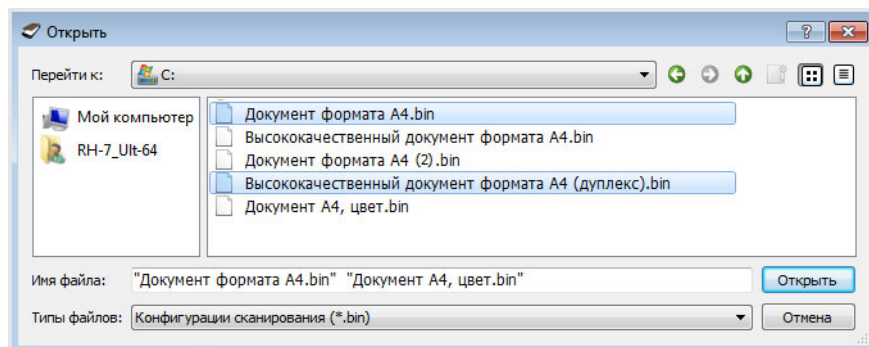 Открыть
Перейти к:
C:
Мой компьютер
RH-7_Ult-64
Документ формата A4.bin
Высококачественный документ формата A4.bin
Документ формата A4 (2).bin
Высококачественный документ формата A4 (дуплекс).bin
Документ A4, цвет.bin
Имя файла:
"Документ формата A4.bin" "Документ A4, цвет.bin"
Открыть
Типы файлов:
Конфигурации сканирования (*.bin)
Отмена